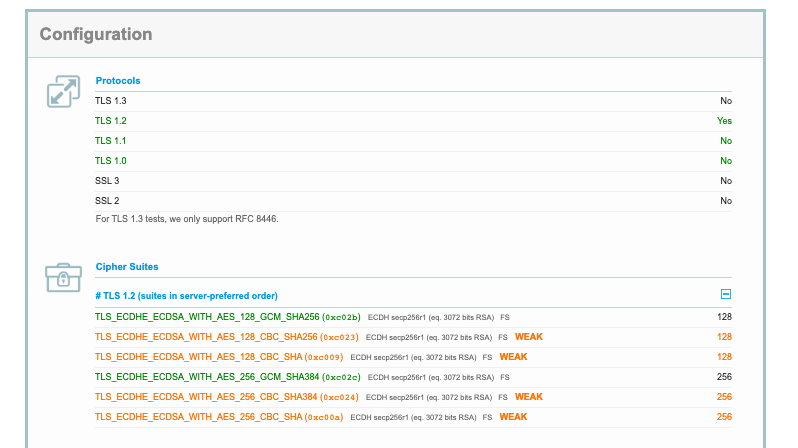 Configuration
Protocols
TLS 1.3 No
TLS 1.2 Yes
TLS 1.1 No
TLS 1.0 No
SSL 3 No
SSL 2 No
For TLS 1.3 tests, we only support RFC 8446.
Cipher Suites
# TLS 1.2 (suites in server-preferred order)
TLS_ECDHE_ECDSA_WITH_AES_128_GCM_SHA256 (0xc02b) ECDH secp256r1 (eq. 3072 bits RSA) FS 128
TLS_ECDHE_ECDSA_WITH_AES_128_CBC_SHA256 (0xc023) ECDH secp256r1 (eq. 3072 bits RSA) FS WEAK 128
TLS_ECDHE_ECDSA_WITH_AES_128_CBC_SHA (0xc009) ECDH secp256r1 (eq. 3072 bits RSA) FS WEAK 128
TLS_ECDHE_ECDSA_WITH_AES_256_GCM_SHA384 (0xc02c) ECDH secp256r1 (eq. 3072 bits RSA) FS 256
TLS_ECDHE_ECDSA_WITH_AES_256_CBC_SHA384 (0xc024) ECDH secp256r1 (eq. 3072 bits RSA) FS WEAK 256
TLS_ECDHE_ECDSA_WITH_AES_256_CBC_SHA (0xc00a) ECDH secp256r1 (eq. 3072 bits RSA) FS WEAK 256